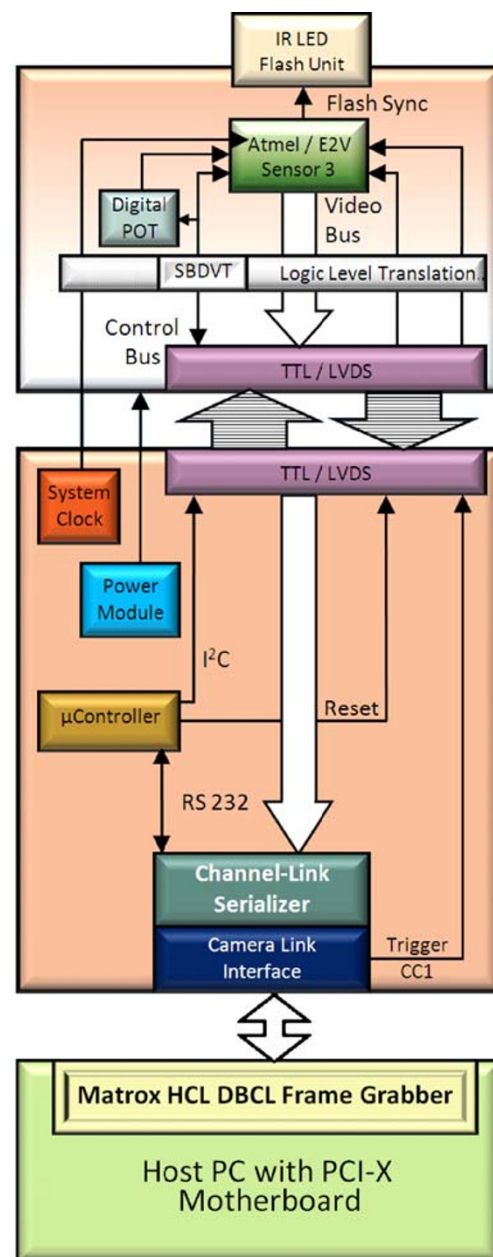 IR LED
Flash Unit
Flash Sync
Atmel / E2V
Sensor 3
Digital
POT
Video
Bus
SBDVT
Logic Level Translation..
Control
Bus
TTL / LVDS
TTL / LVDS
System
Clock
Power
Module
I²C
µController
Reset
RS 232
Channel-Link
Serializer
Camera Link
Interface
Trigger
CC1
Matrox HCL DBCL Frame Grabber
Host PC with PCI-X
Motherboard